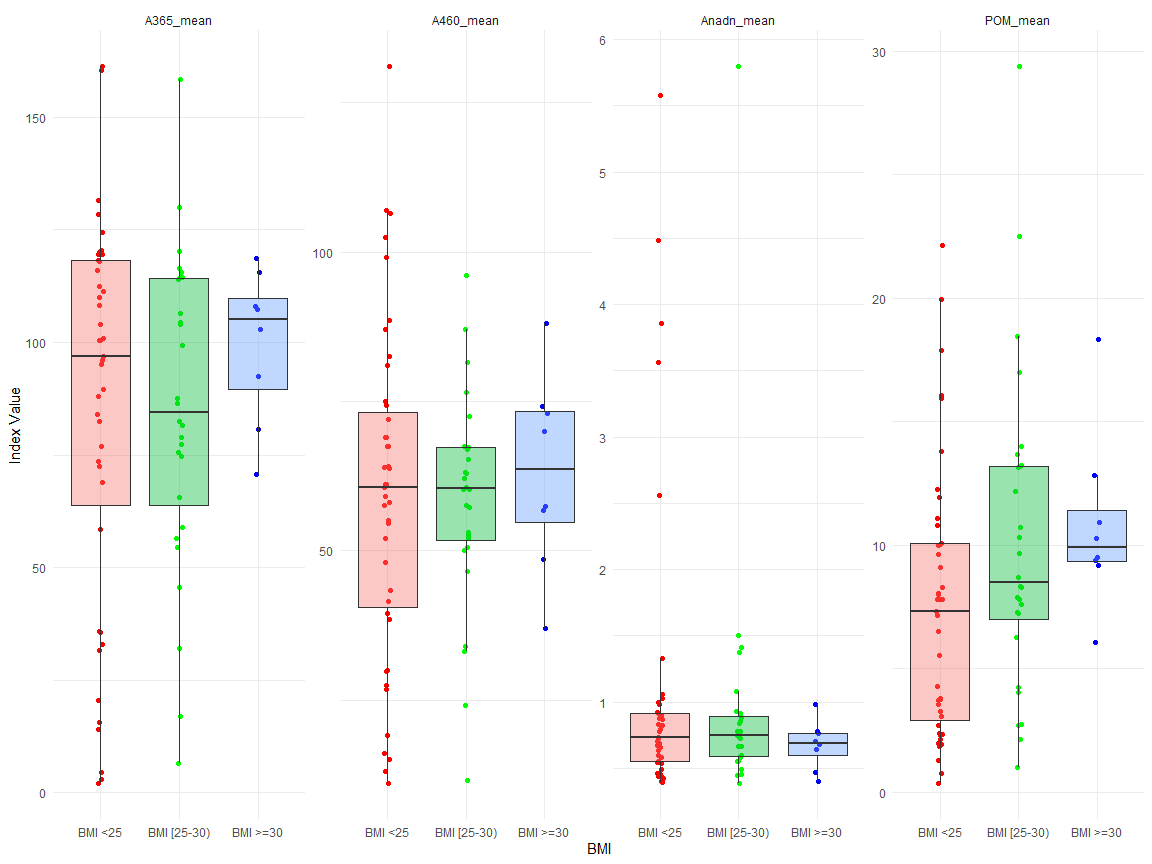 A365_mean
A460_mean
Anadn_mean
POM_mean
Index Value
150
100
50
0
100
50
6
5
4
3
2
1
30
20
10
0
BMI <25
BMI [25-30)
BMI >=30
BMI <25
BMI [25-30)
BMI >=30
BMI <25
BMI [25-30)
BMI >=30
BMI <25
BMI [25-30)
BMI >=30
BMI